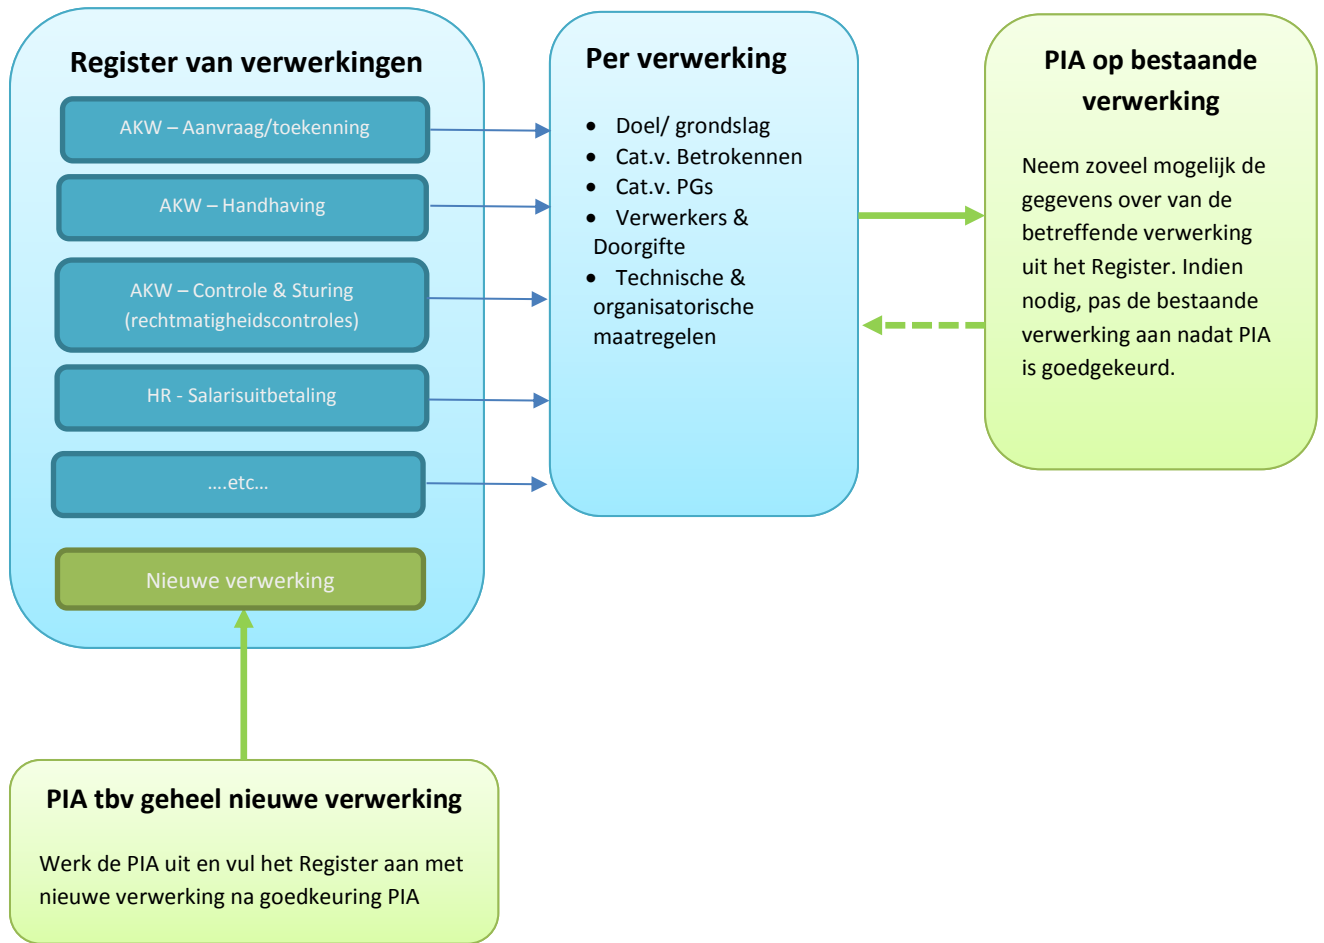 Register van verwerkingen
AKW – Aanvraag/toekenning
AKW – Handhaving
AKW – Controle & Sturing
(rechtmatigheidscontroles)
HR - Salarisuitbetaling
....etc...
Nieuwe verwerking
Per verwerking
• Doel/ grondslag
• Cat.v. Betrokennen
• Cat.v. PGs
• Verwerkers &
Doorgifte
• Technische &
organisatorische
maatregelen
PIA op bestaande
verwerking
Neem zoveel mogelijk de
gegevens over van de
betreffende verwerking
uit het Register. Indien
nodig, pas de bestaande
verwerking aan nadat PIA
is goedgekeurd.
PIA tbv geheel nieuwe verwerking
Werk de PIA uit en vul het Register aan met
nieuwe verwerking na goedkeuring PIA